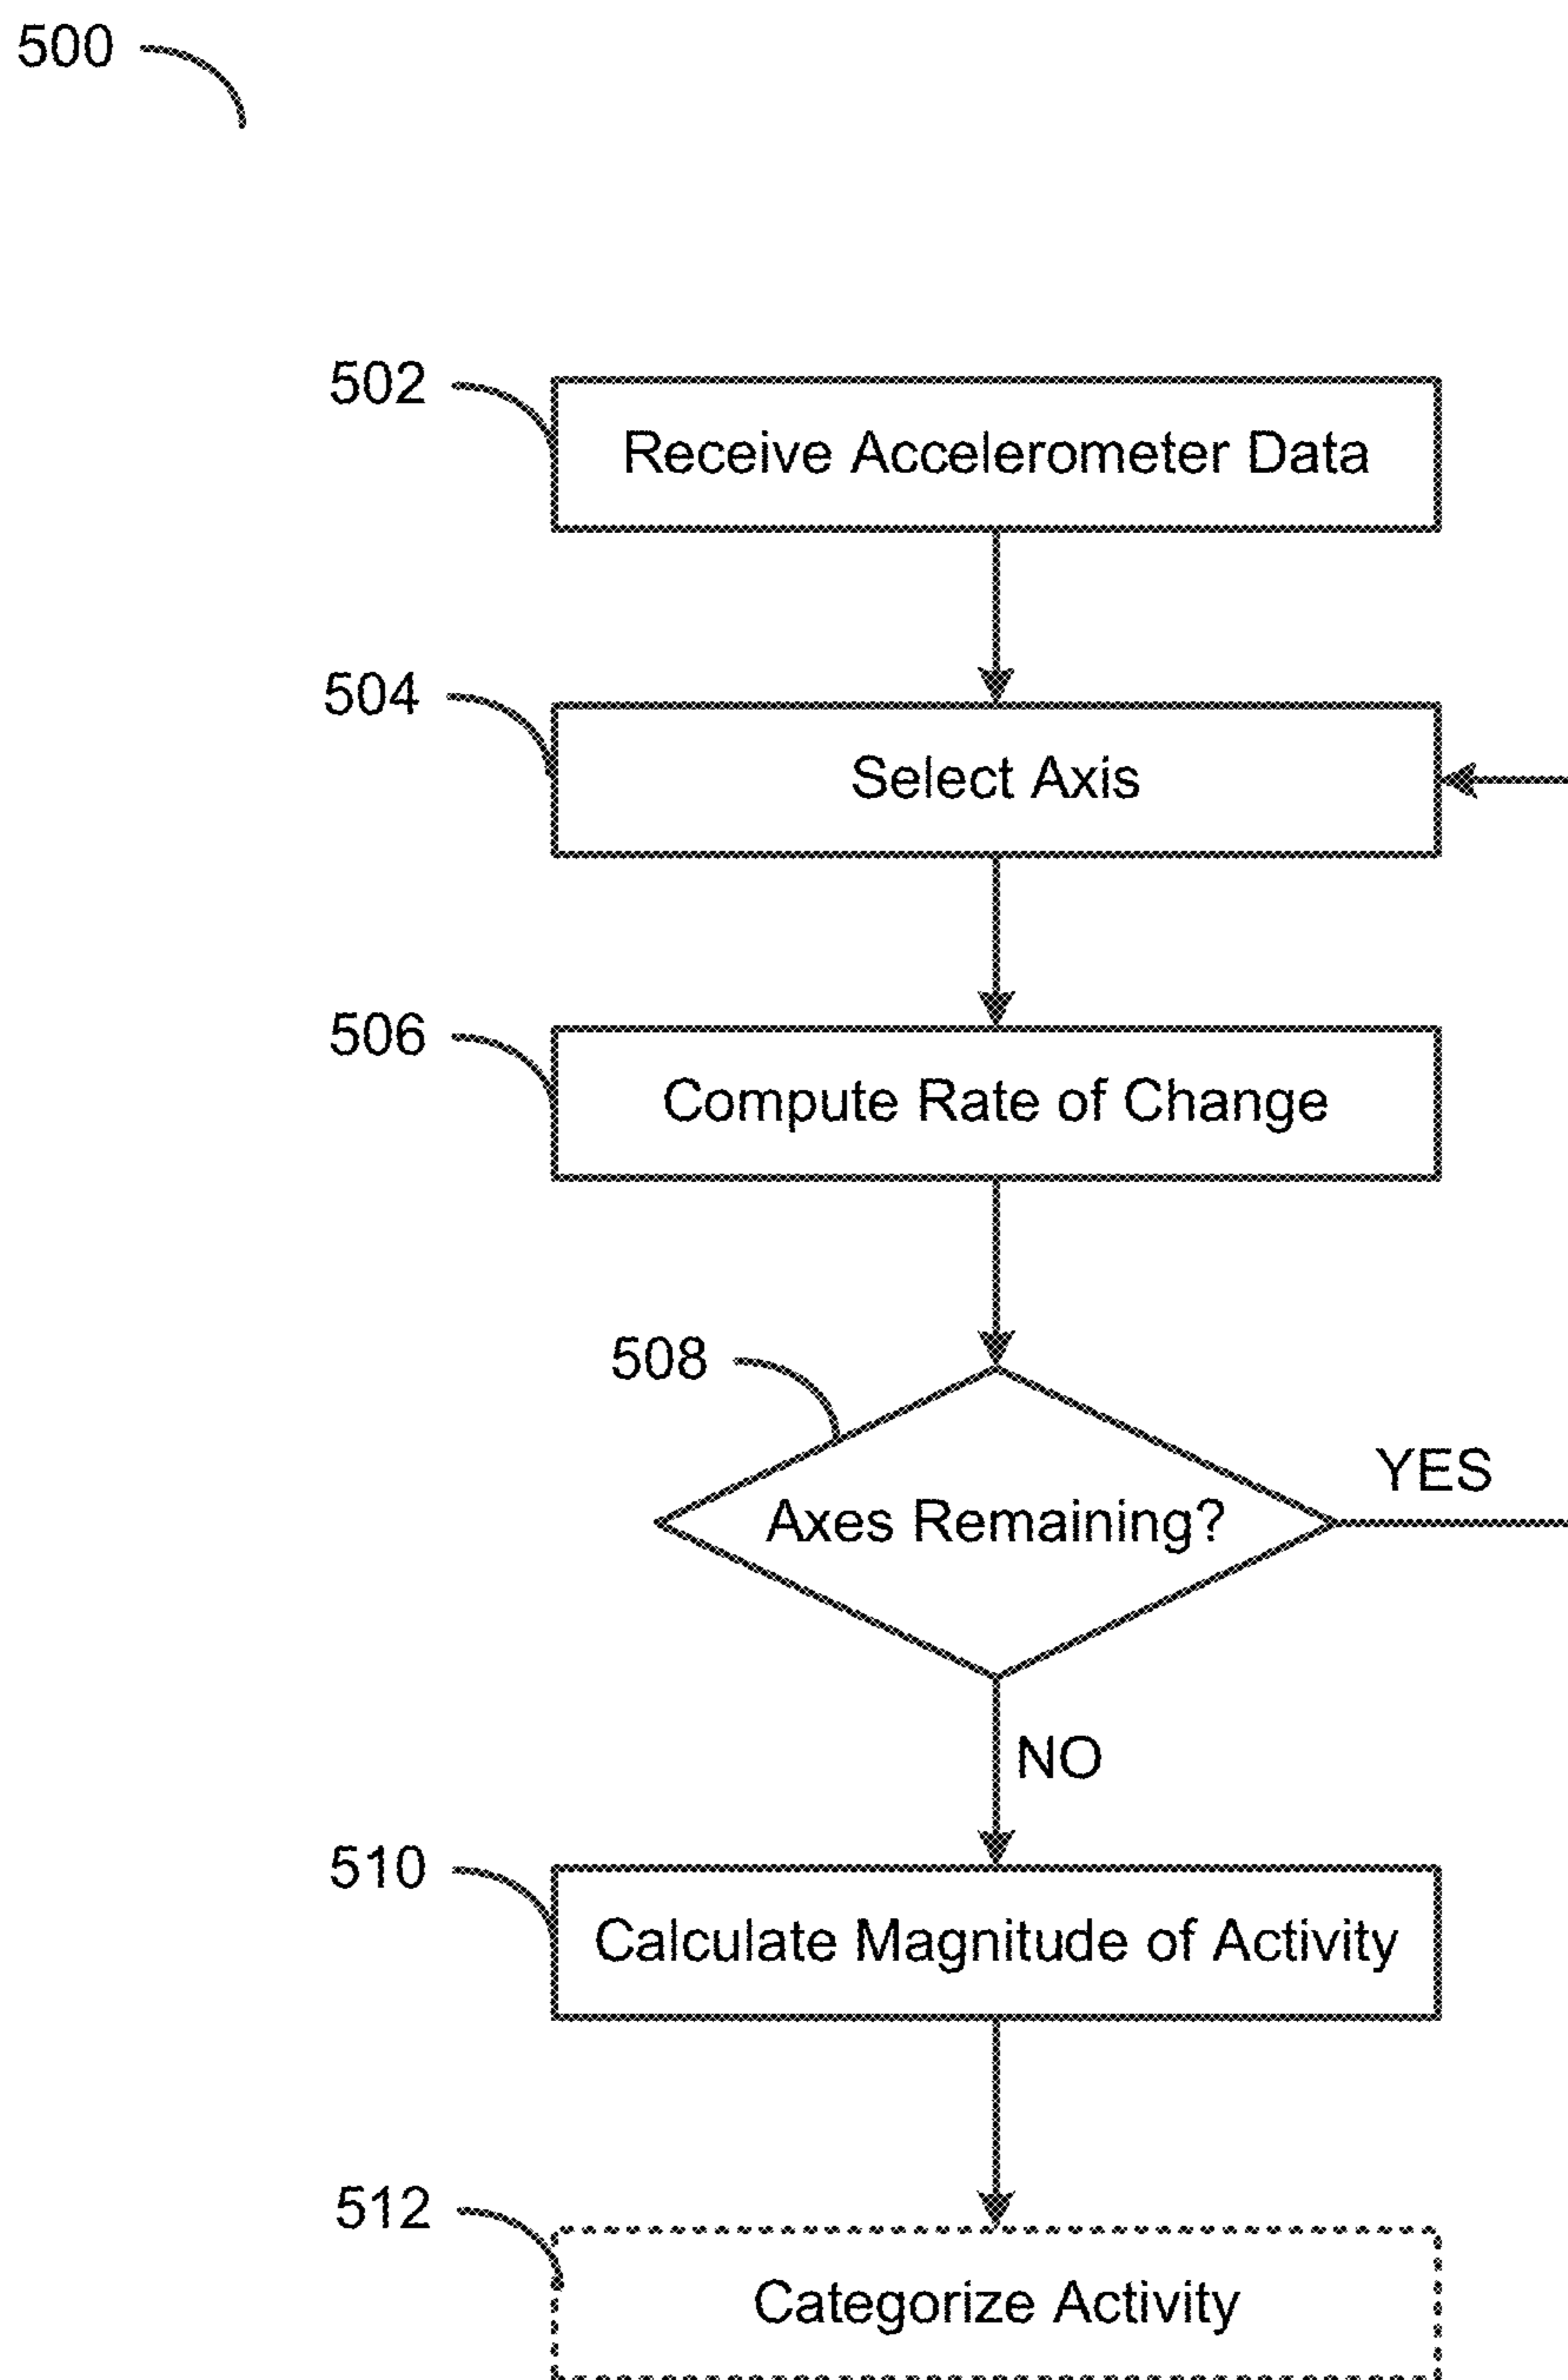 500
502
Receive Accelerometer Data
504
Select Axis
506
Compute Rate of Change
508
Axes Remaining?
YES
NO
510
Calculate Magnitude of Activity
512
Categorize Activity